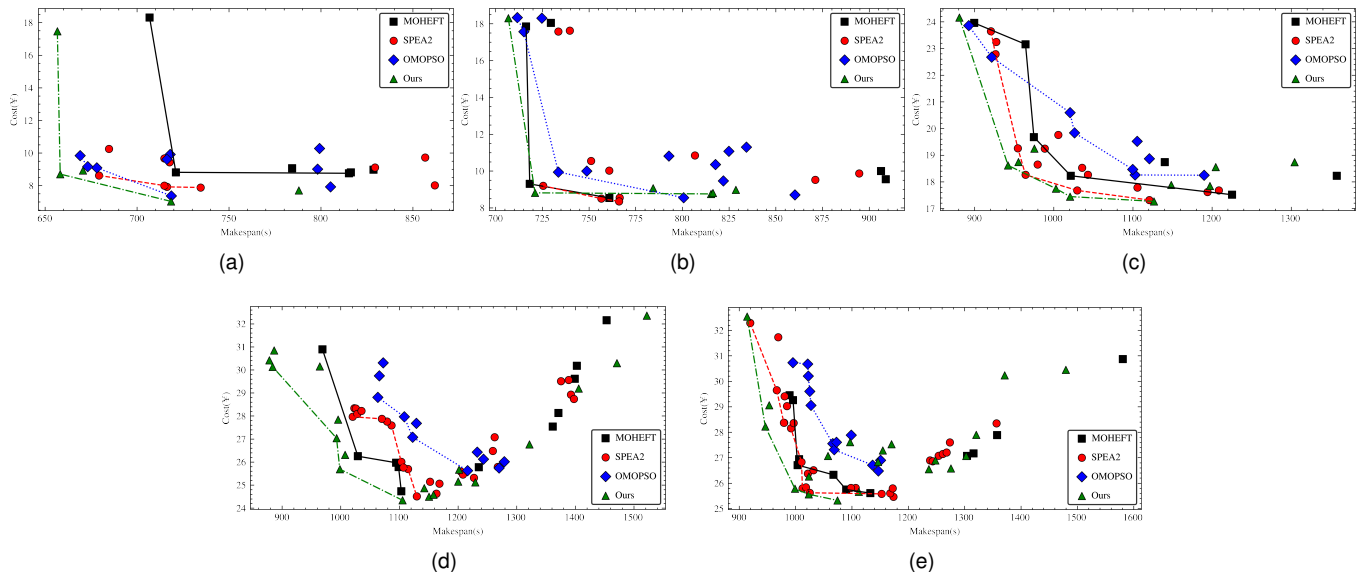 18
16
14
12
10
8
Cost(Y)
650 700 750 800 850
Makespan(s)
MOHEFT
SPEA2
OMOPSO
Ours
(a)
18
16
14
12
10
8
Cost(Y)
700 725 750 775 800 825 850 875 900
Makespan(s)
MOHEFT
SPEA2
OMOPSO
Ours
(b)
24
23
22
21
20
19
18
17
Cost(Y)
900 1000 1100 1200 1300
Makespan(s)
MOHEFT
SPEA2
OMOPSO
Ours
(c)
32
31
30
29
28
27
26
25
24
Cost(Y)
900 1000 1100 1200 1300 1400 1500
Makespan(s)
MOHEFT
SPEA2
OMOPSO
Ours
(d)
32
31
30
29
28
27
26
25
Cost(Y)
900 1000 1100 1200 1300 1400 1500 1600
Makespan(s)
MOHEFT
SPEA2
OMOPSO
Ours
(e)